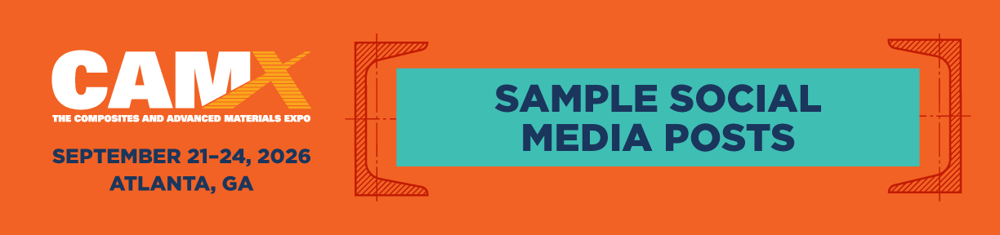 CAMX
THE COMPOSITES AND ADVANCED MATERIALS EXPO
SEPTEMBER 21–24, 2026
ATLANTA, GA
SAMPLE SOCIAL
MEDIA POSTS